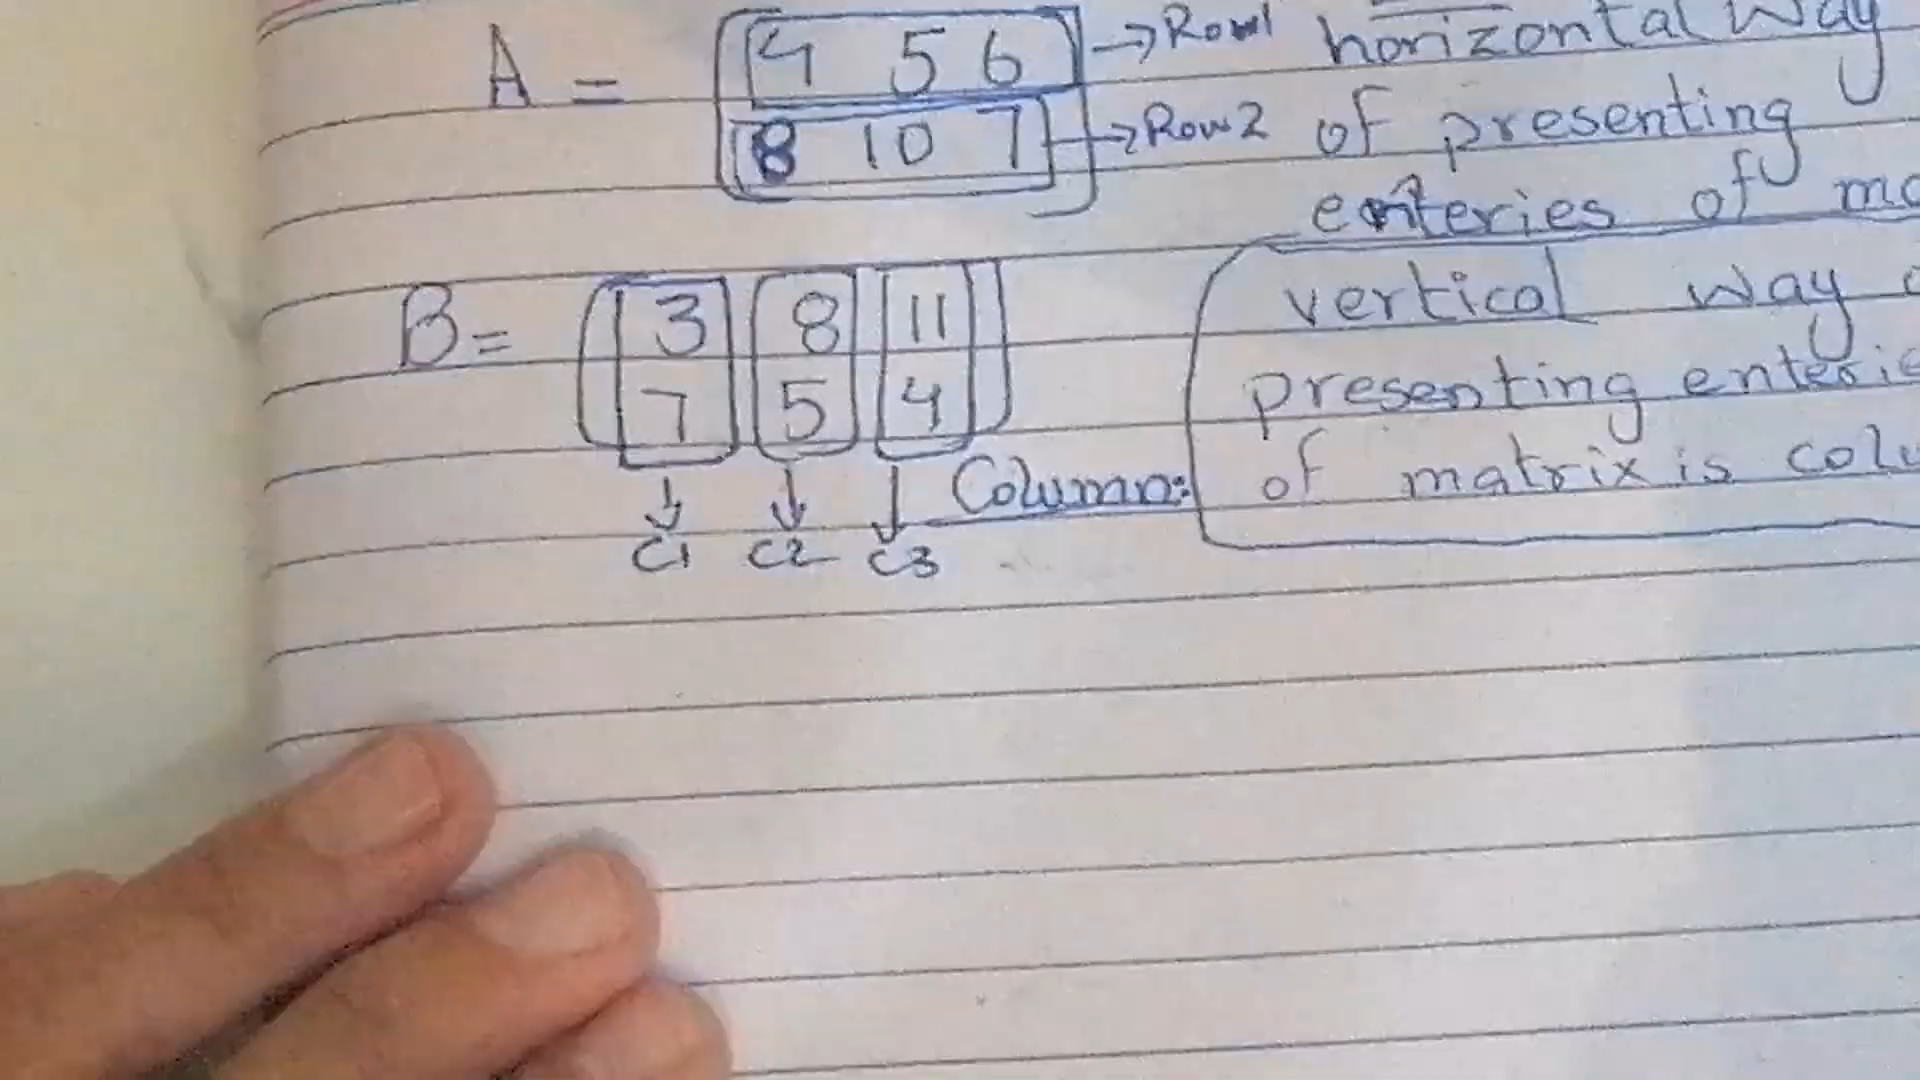 A = 4 5 6 →Row1 horizontal way
8 10 7 →Row2 of presenting
enteries of
B = 3 8 11 vertical way
7 5 4 presenting
Column: of matrix is
C1 C2 C3